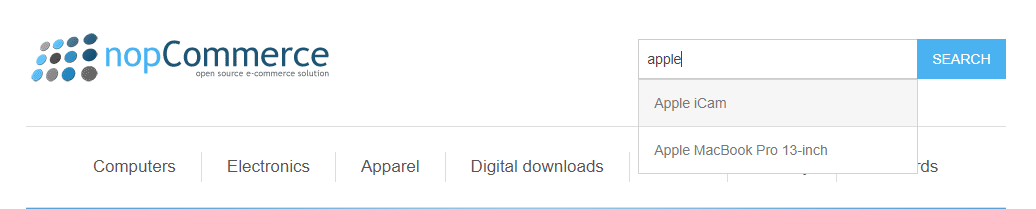 nopCommerce
open source e-commerce solution
apple
SEARCH
Apple iCam
Apple MacBook Pro 13-inch
Computers Electronics Apparel Digital downloads